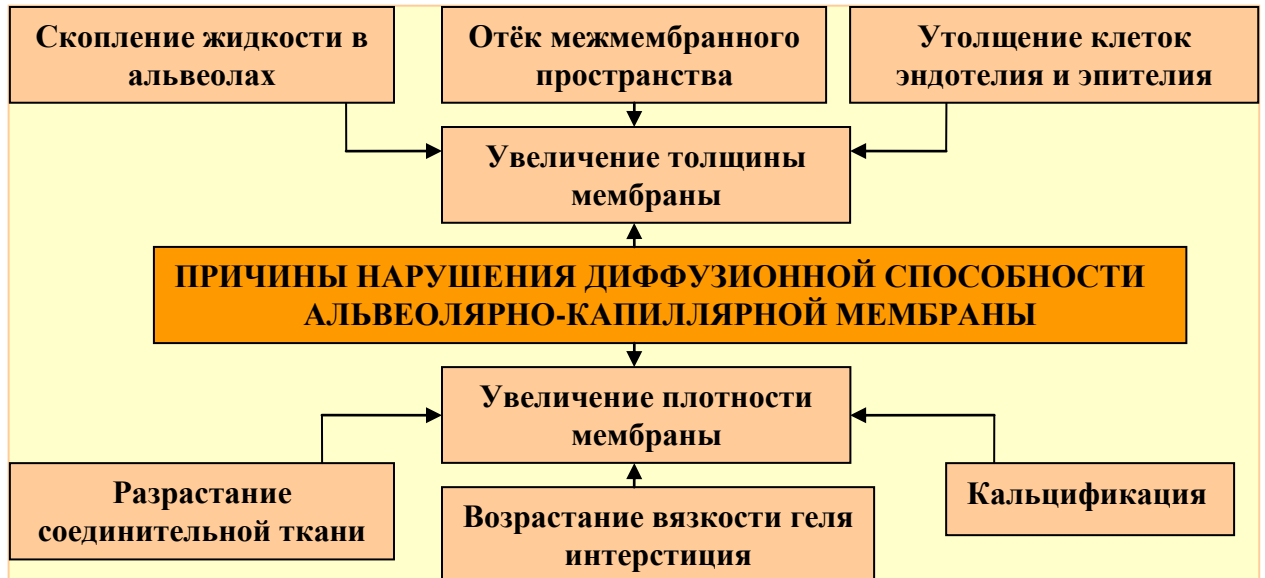 Скопление жидкости в
альвеолах
Отёк межмембранного
пространства
Утолщение клеток
эндотелия и эпителия
Увеличение толщины
мембраны
ПРИЧИНЫ НАРУШЕНИЯ ДИФФУЗИОННОЙ СПОСОБНОСТИ
АЛЬВЕОЛЯРНО-КАПИЛЛЯРНОЙ МЕМБРАНЫ
Увеличение плотности
мембраны
Разрастание
соединительной ткани
Возрастание вязкости геля
интерстиция
Кальцификация